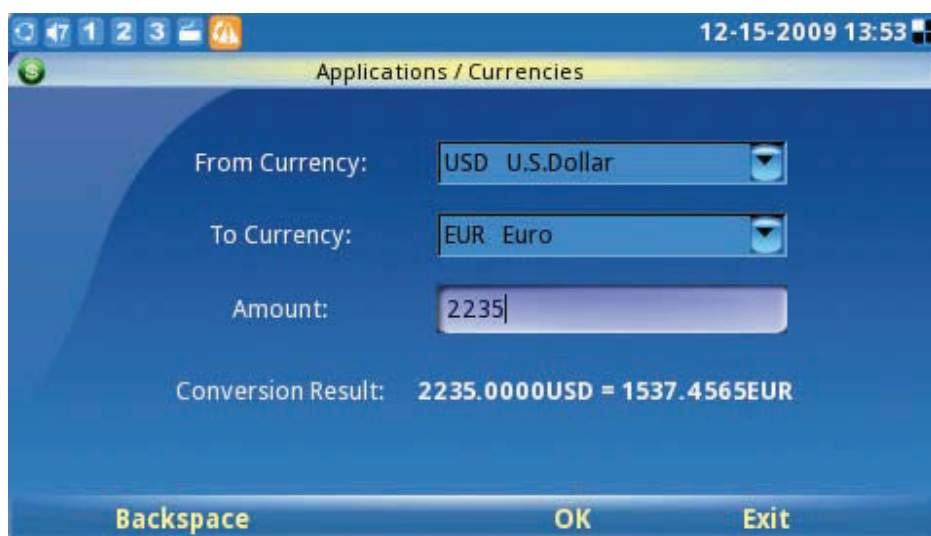 47 1 2 3 12-15-2009 13:53
Applications / Currencies
From Currency: USD U.S.Dollar
To Currency: EUR Euro
Amount: 2235
Conversion Result: 2235.0000USD = 1537.4565EUR
Backspace OK Exit